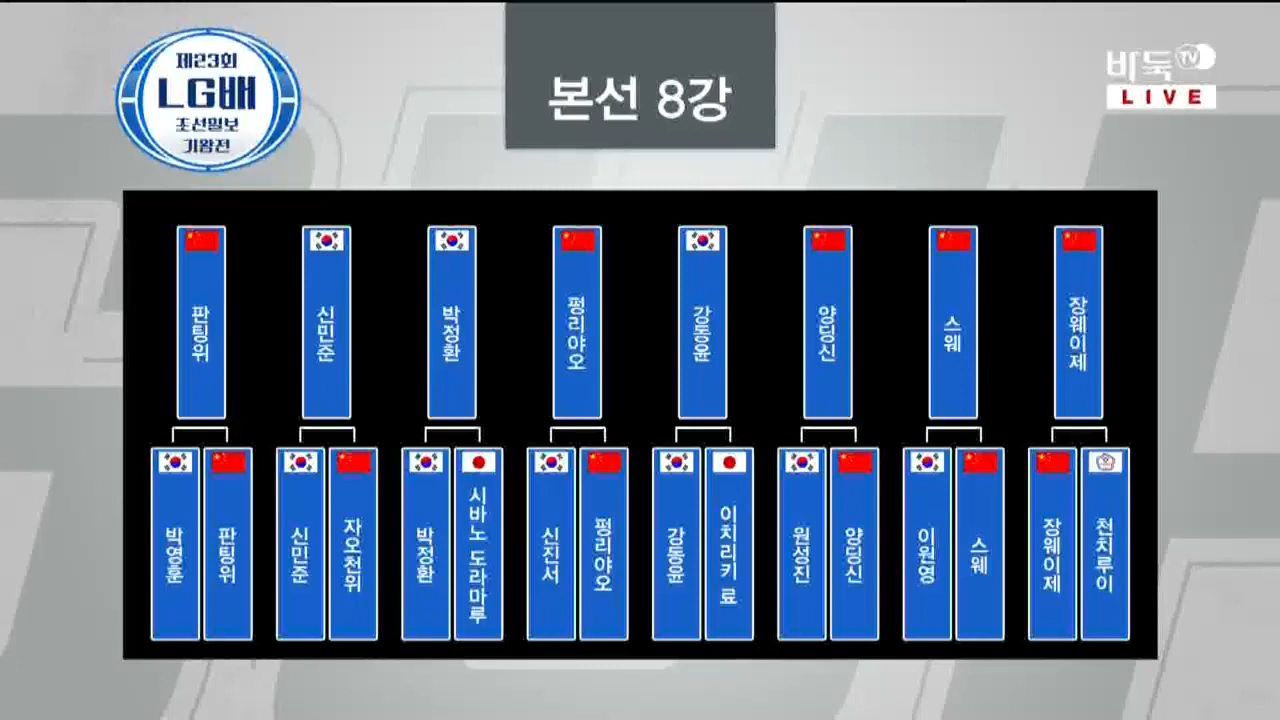 제23회
LG배
조선일보
기왕전
본선 8강
바둑TV
LIVE
판팅위
신민준
박정환
펑리야오
강동윤
양딩신
스웨
장웨이제
박영훈
판팅위
신민준
자오천위
박정환
시바노 도라마루
신진서
펑리야오
강동윤
이치리키 료
원성진
양딩신
이원영
스웨
장웨이제
천치루이